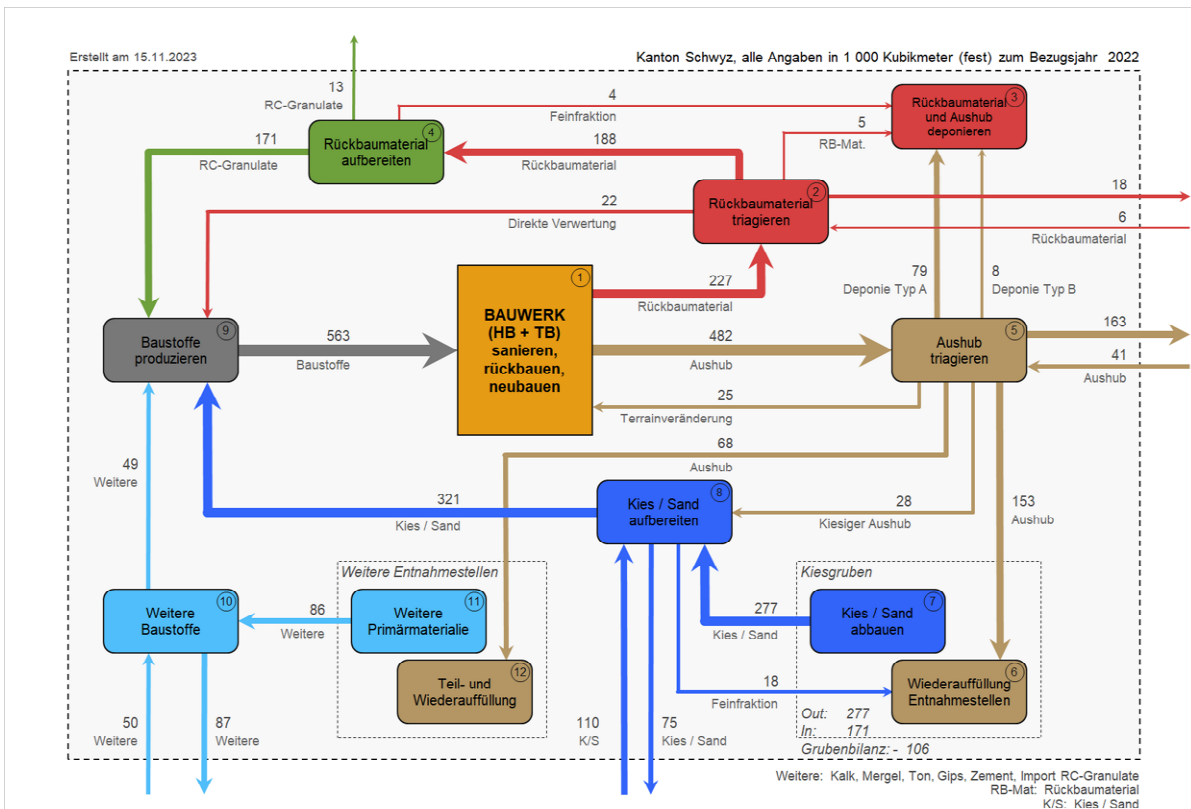 Erstellt am 15.11.2023
Kanton Schwyz, alle Angaben in 1 000 Kubikmeter (fest) zum Bezugsjahr 2022
13
RC-Granulate
4
Feinfraktion
3
Rückbaumaterial
und Aushub
deponieren
4
Rückbaumaterial
aufbereiten
171
RC-Granulate
188
Rückbaumaterial
5
RB-Mat.
2
Rückbaumaterial
triagieren
18
6
Rückbaumaterial
22
Direkte Verwertung
227
Rückbaumaterial
79
Deponie Typ A
8
Deponie Typ B
1
BAUWERK
(HB + TB)
sanieren,
rückbauen,
neubauen
9
Baustoffe
produzieren
563
Baustoffe
482
Aushub
5
Aushub
triagieren
163
41
Aushub
25
Terrainveränderung
68
Aushub
49
Weitere
321
Kies / Sand
8
Kies / Sand
aufbereiten
28
Kiesiger Aushub
153
Aushub
Weitere Entnahmestellen
Kiesgruben
10
Weitere
Baustoffe
86
Weitere
11
Weitere
Primärmaterialie
277
Kies / Sand
7
Kies / Sand
abbauen
12
Teil- und
Wiederauffüllung
18
Feinfraktion
6
Wiederauffüllung
Entnahmestellen
Out: 277
In: 171
Grubenbilanz: - 106
50
Weitere
87
Weitere
110
K/S
75
Kies / Sand
Weitere: Kalk, Mergel, Ton, Gips, Zement, Import RC-Granulate
RB-Mat: Rückbaumaterial
K/S: Kies / Sand